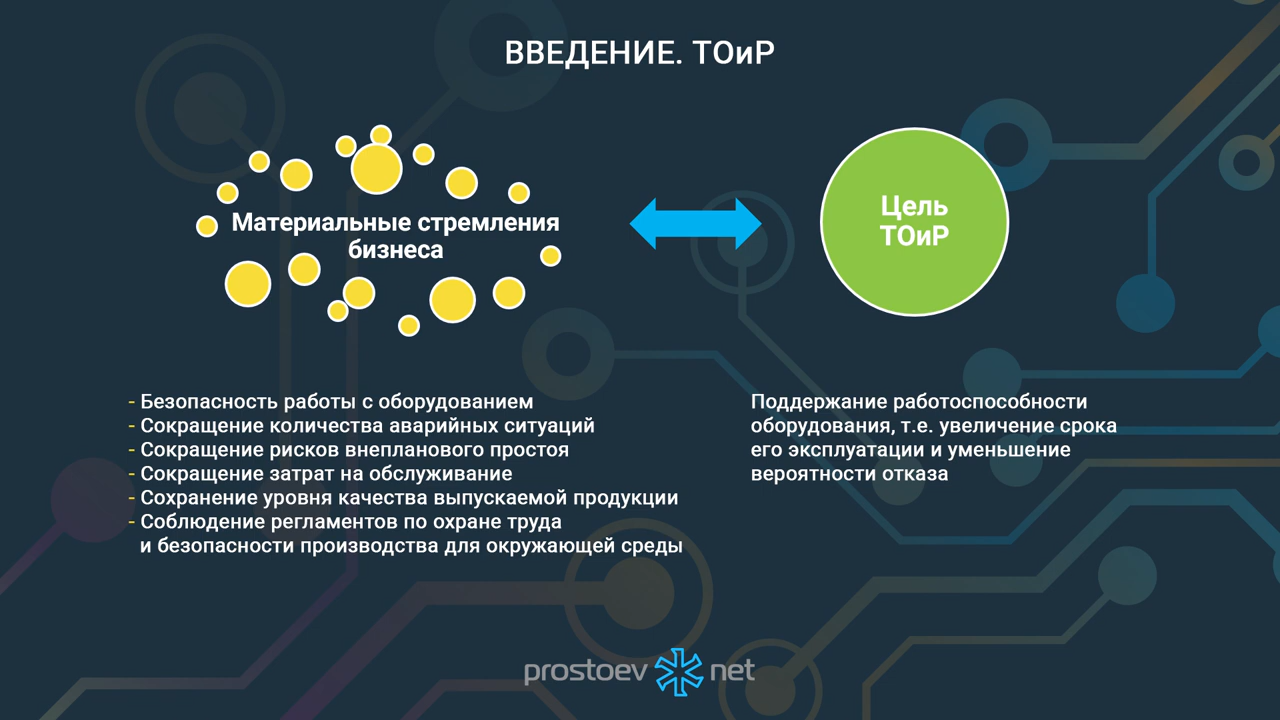 ВВЕДЕНИЕ. ТОиР
Материальные стремления
бизнеса
Цель
ТОиР
- Безопасность работы с оборудованием
- Сокращение количества аварийных ситуаций
- Сокращение рисков внепланового простоя
- Сокращение затрат на обслуживание
- Сохранение уровня качества выпускаемой продукции
- Соблюдение регламентов по охране труда
и безопасности производства для окружающей среды
Поддержание работоспособности
оборудования, т.е. увеличение срока
его эксплуатации и уменьшение
вероятности отказа
prostoev net